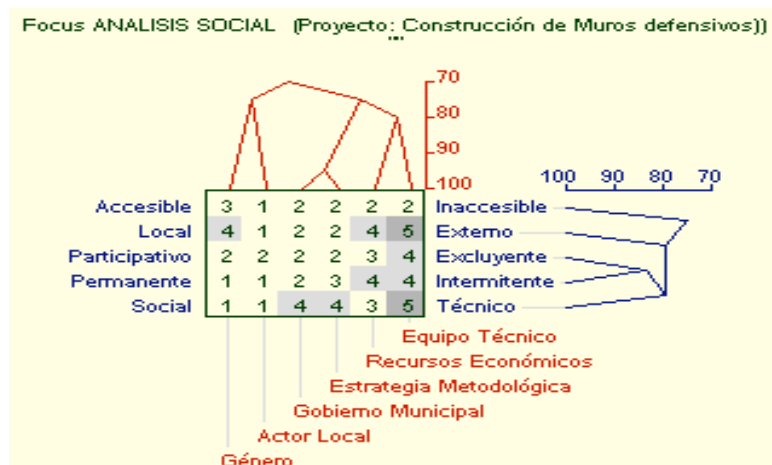 Focus ANALISIS SOCIAL (Proyecto: Construcción de Muros defensivos))
70
80
90
100
100 90 80 70
Accesible 3 1 2 2 2 2 Inaccesible
Local 4 1 2 2 4 5 Externo
Participativo 2 2 2 2 3 4 Excluyente
Permanente 1 1 2 3 4 4 Intermitente
Social 1 1 4 4 3 5 Técnico
Equipo Técnico
Recursos Económicos
Estrategia Metodológica
Gobierno Municipal
Actor Local
Género